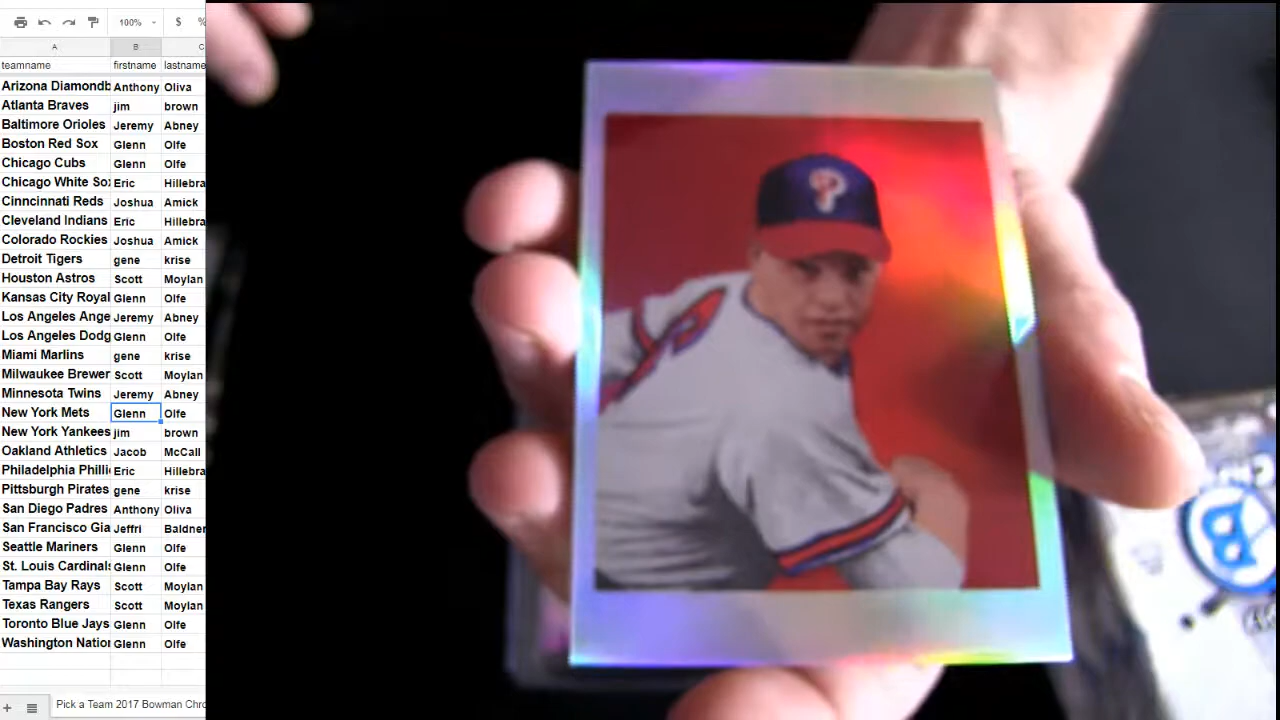 100% $ %
A B C
teamname firstname lastname
Arizona Diamondb Anthony Oliva
Atlanta Braves jim brown
Baltimore Orioles Jeremy Abney
Boston Red Sox Glenn Olfe
Chicago Cubs Glenn Olfe
Chicago White Sox Eric Hillebra
Cinncinnati Reds Joshua Amick
Cleveland Indians Eric Hillebra
Colorado Rockies Joshua Amick
Detroit Tigers gene krise
Houston Astros Scott Moylan
Kansas City Royal Glenn Olfe
Los Angeles Ange Jeremy Abney
Los Angeles Dodg Glenn Olfe
Miami Marlins gene krise
Milwaukee Brewer Scott Moylan
Minnesota Twins Jeremy Abney
New York Mets Glenn Olfe
New York Yankees jim brown
Oakland Athletics Jacob McCall
Philadelphia Philli Eric Hillebra
Pittsburgh Pirates gene krise
San Diego Padres Anthony Oliva
San Francisco Gia Jeffri Baldner
Seattle Mariners Glenn Olfe
St. Louis Cardinals Glenn Olfe
Tampa Bay Rays Scott Moylan
Texas Rangers Scott Moylan
Toronto Blue Jays Glenn Olfe
Washington Nation Glenn Olfe
Pick a Team 2017 Bowman Chro
P
B